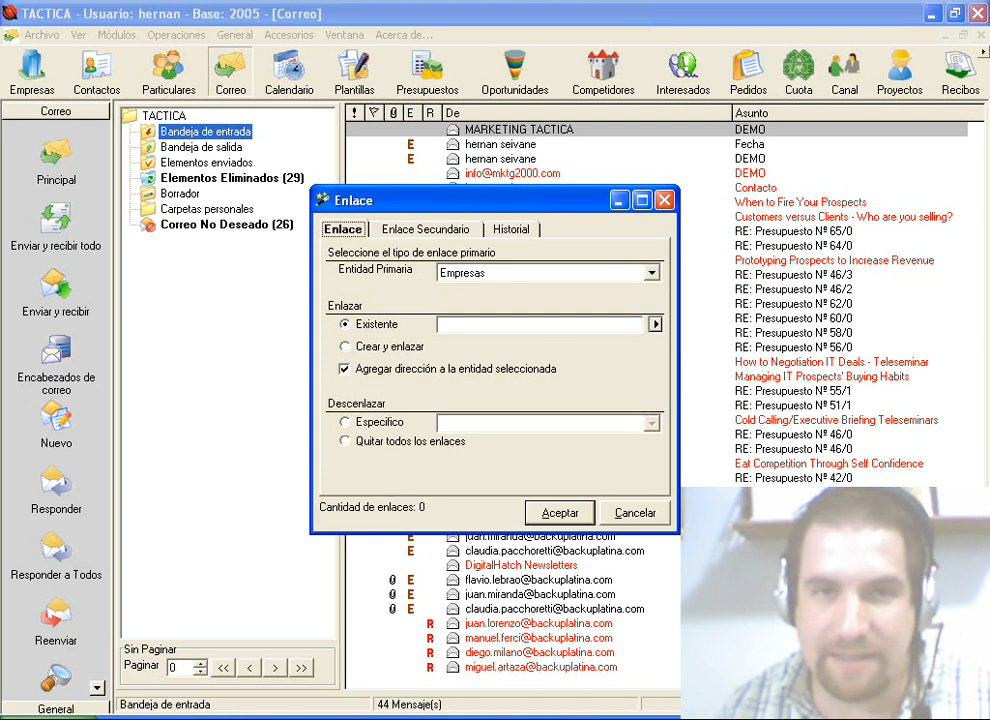 TACTICA - Usuario: hernan - Base: 2005 - [Correo]
Archivo Ver Módulos Operaciones General Accesorios Ventana Acerca de...
Empresas Contactos Particulares Correo Calendario Plantillas Presupuestos Oportunidades Competidores Interesados Pedidos Cuota Canal Proyectos Recibos
Correo
Principal
Enviar y recibir todo
Enviar y recibir
Encabezados de
correo
Nuevo
Responder
Responder a Todos
Reenviar
General
TACTICA
Bandeja de entrada
Bandeja de salida
Elementos enviados
Elementos Eliminados (29)
Borrador
Carpetas personales
Correo No Deseado (26)
Sin Paginar
Paginar 0 << < > >>
! E R De Asunto
MARKETING TACTICA DEMO
E hernan seivane Fecha
E hernan seivane DEMO
info@mktg2000.com DEMO
Contacto
When to Fire Your Prospects
Customers versus Clients - Who are you selling?
RE: Presupuesto Nº 65/0
RE: Presupuesto Nº 64/0
Prototyping Prospects to Increase Revenue
RE: Presupuesto Nº 46/3
RE: Presupuesto Nº 46/2
RE: Presupuesto Nº 62/0
RE: Presupuesto Nº 60/0
RE: Presupuesto Nº 58/0
RE: Presupuesto Nº 56/0
How to Negotiation IT Deals - Teleseminar
Managing IT Prospects' Buying Habits
RE: Presupuesto Nº 55/1
RE: Presupuesto Nº 51/1
Cold Calling/Executive Briefing Teleseminars
RE: Presupuesto Nº 46/0
RE: Presupuesto Nº 46/0
Eat Competition Through Self Confidence
RE: Presupuesto Nº 42/0
Enlace
Enlace Enlace Secundario Historial
Seleccione el tipo de enlace primario
Entidad Primaria Empresas
Enlazar
Existente
Crear y enlazar
Agregar dirección a la entidad seleccionada
Descenlazar
Especifico
Quitar todos los enlaces
Cantidad de enlaces: 0 Aceptar Cancelar
E juan.miranda@backuplatina.com
E claudia.pacchoretti@backuplatina.com
DigitalHatch Newsletters
E flavio.lebrao@backuplatina.com
E juan.miranda@backuplatina.com
E claudia.pacchoretti@backuplatina.com
R juan.lorenzo@backuplatina.com
R manuel.ferci@backuplatina.com
R diego.milano@backuplatina.com
R miguel.artaza@backuplatina.com
Bandeja de entrada 44 Mensaje(s)